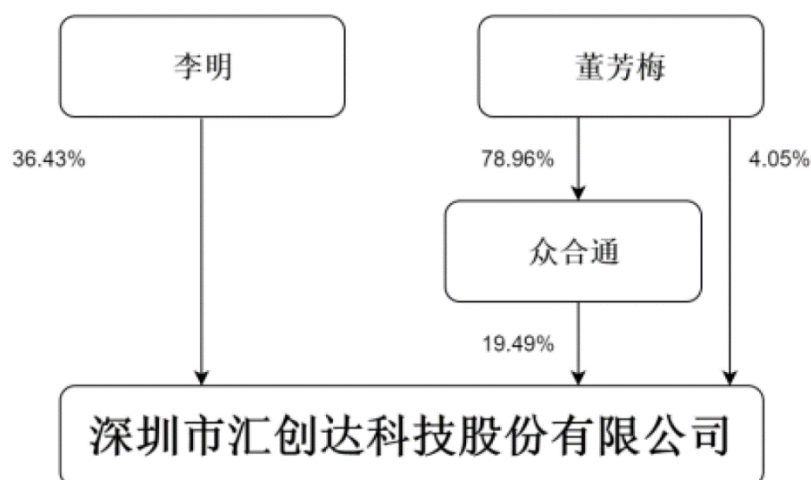 李明
董芳梅
36.43%
78.96%
4.05%
众合通
19.49%
深圳市汇创达科技股份有限公司